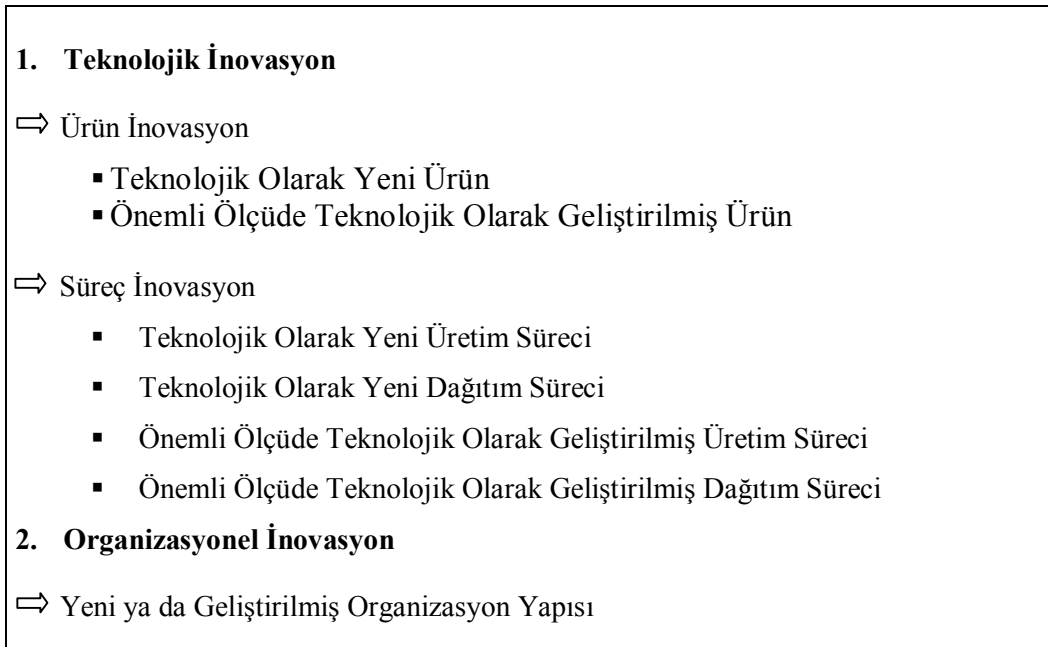 1. Teknolojik İnovasyon
⇨ Ürün İnovasyon
▪ Teknolojik Olarak Yeni Ürün
▪ Önemli Ölçüde Teknolojik Olarak Geliştirilmiş Ürün
⇨ Süreç İnovasyon
▪ Teknolojik Olarak Yeni Üretim Süreci
▪ Teknolojik Olarak Yeni Dağıtım Süreci
▪ Önemli Ölçüde Teknolojik Olarak Geliştirilmiş Üretim Süreci
▪ Önemli Ölçüde Teknolojik Olarak Geliştirilmiş Dağıtım Süreci
2. Organizasyonel İnovasyon
⇨ Yeni ya da Geliştirilmiş Organizasyon Yapısı